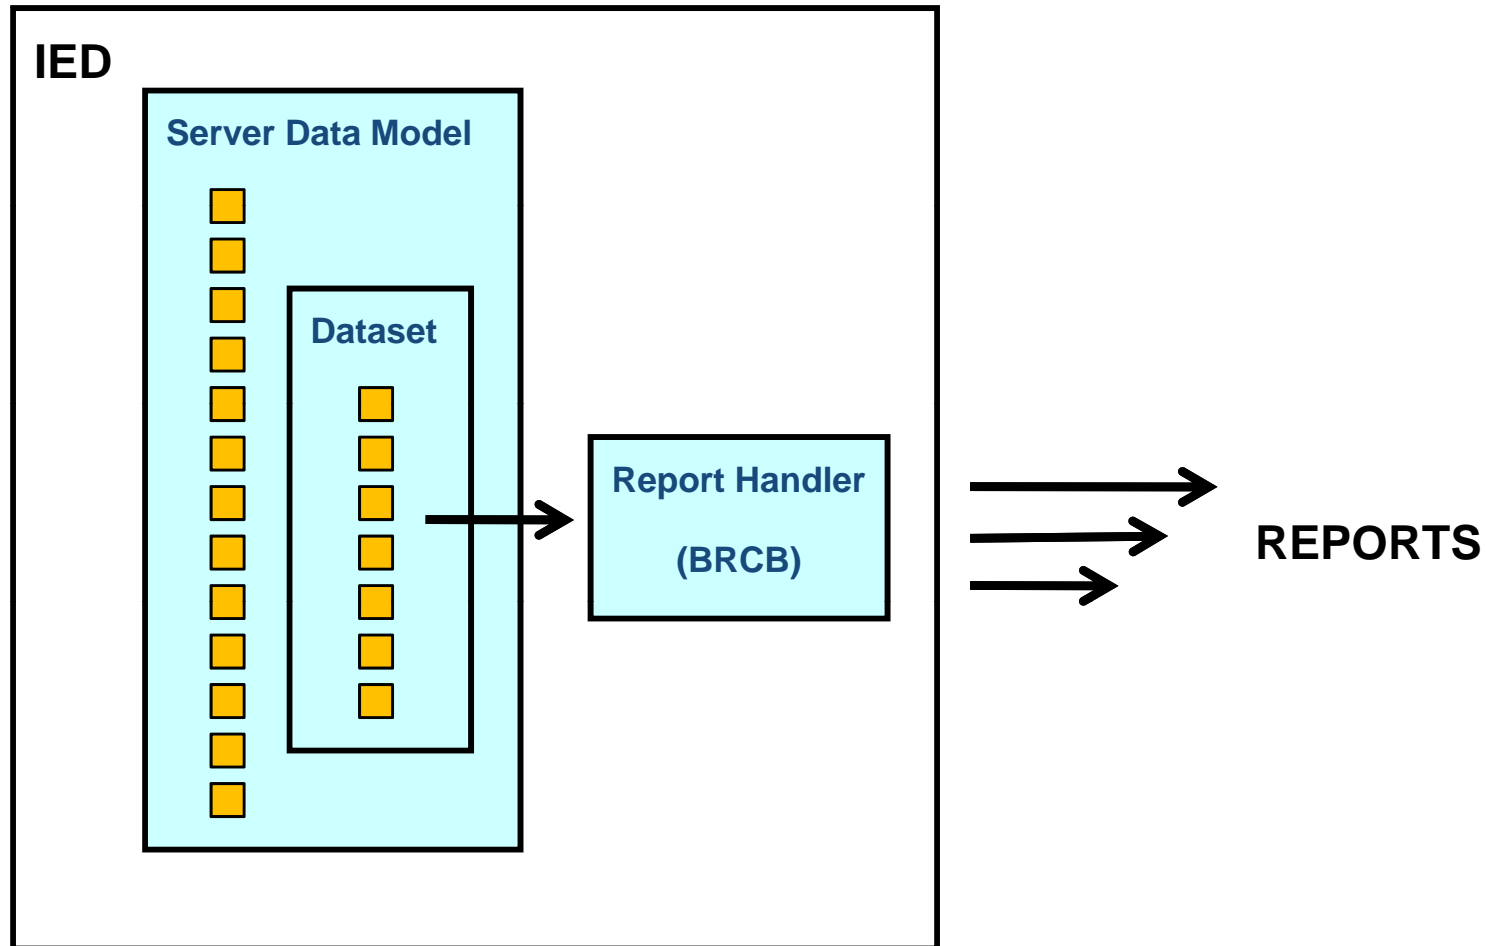 IED
Server Data Model
Dataset
Report Handler
(BRCB)
REPORTS